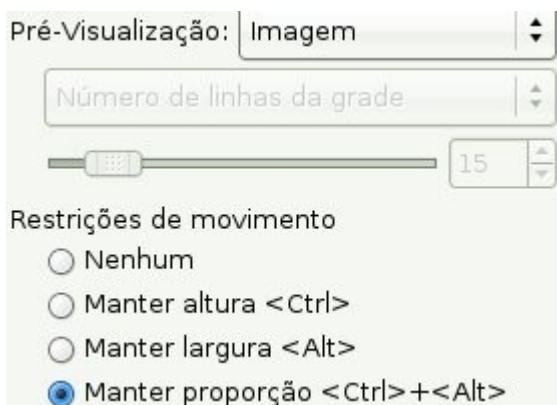 Pré-Visualização: Imagem
Número de linhas da grade
15
Restrições de movimento
Nenhum
Manter altura <Ctrl>
Manter largura <Alt>
Manter proporção <Ctrl>+<Alt>